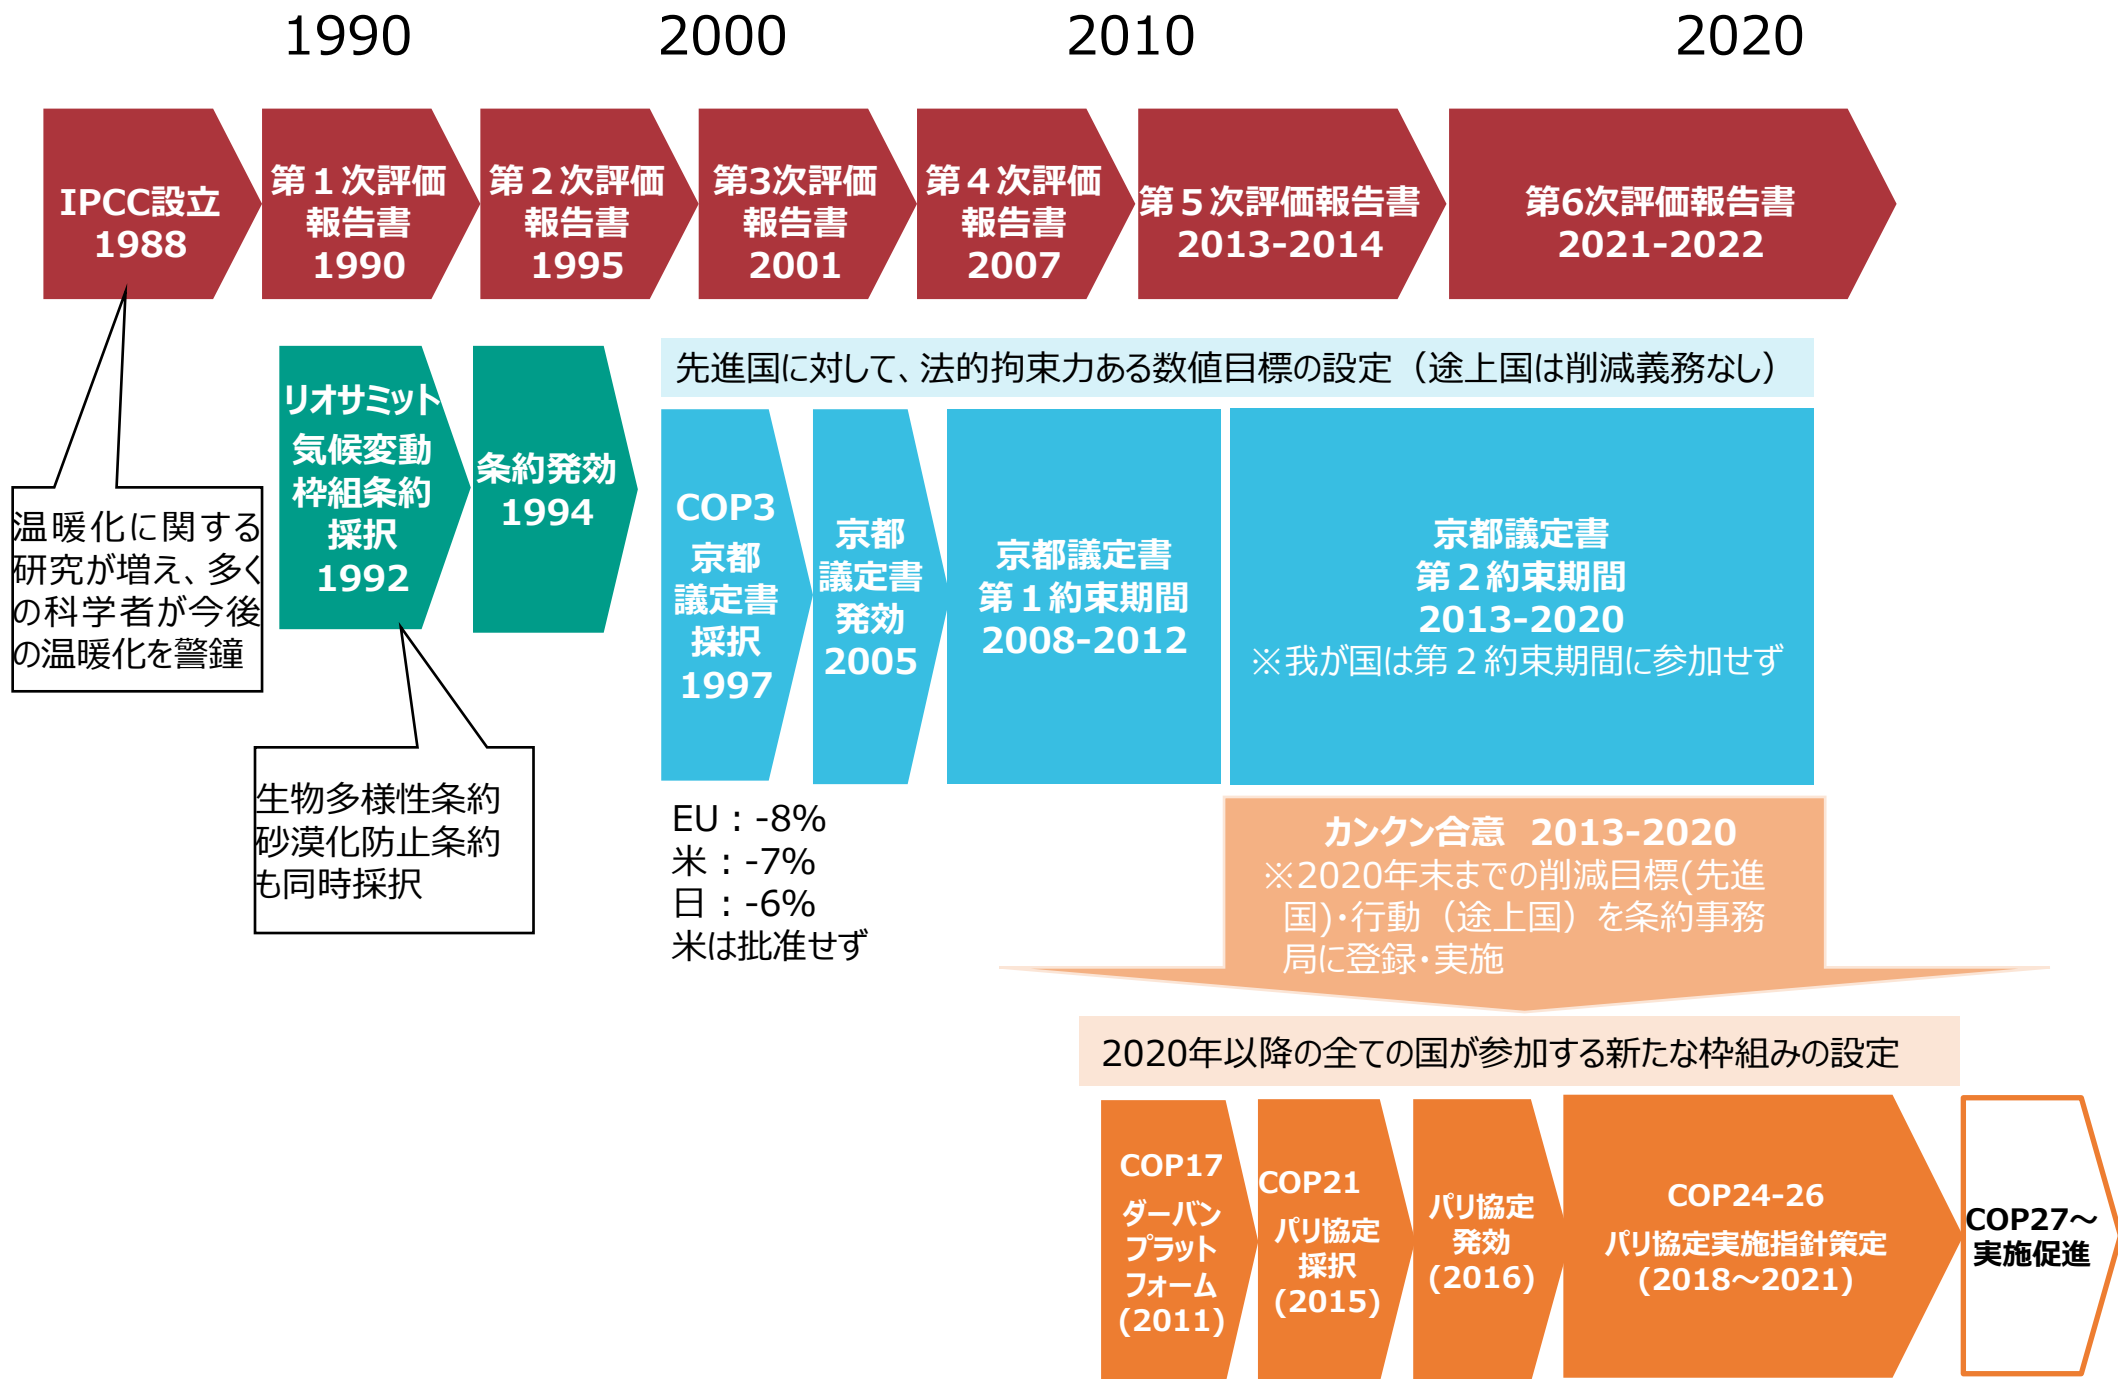 1990
2000
2010
2020
IPCC設立
1988
第１次評価
報告書
1990
第２次評価
報告書
1995
第3次評価
報告書
2001
第４次評価
報告書
2007
第５次評価報告書
2013-2014
第6次評価報告書
2021-2022
温暖化に関する
研究が増え、多く
の科学者が今後
の温暖化を警鐘
リオサミット
気候変動
枠組条約
採択
1992
条約発効
1994
生物多様性条約
砂漠化防止条約
も同時採択
先進国に対して、法的拘束力ある数値目標の設定（途上国は削減義務なし）
COP3
京都
議定書
採択
1997
京都
議定書
発効
2005
京都議定書
第１約束期間
2008-2012
京都議定書
第２約束期間
2013-2020
※我が国は第２約束期間に参加せず
EU：-8%
米：-7%
日：-6%
米は批准せず
カンクン合意 2013-2020
※2020年末までの削減目標(先進
国)・行動（途上国）を条約事務
局に登録・実施
2020年以降の全ての国が参加する新たな枠組みの設定
COP17
ダーバン
プラット
フォーム
(2011)
COP21
パリ協定
採択
(2015)
パリ協定
発効
(2016)
COP24-26
パリ協定実施指針策定
(2018～2021)
COP27～
実施促進